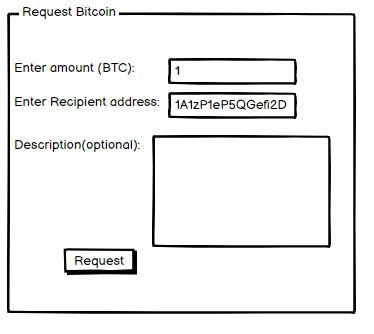 Request Bitcoin
Enter amount (BTC): 1
Enter Recipient address: 1A1zP1eP5QGefi2D
Description(optional):
Request